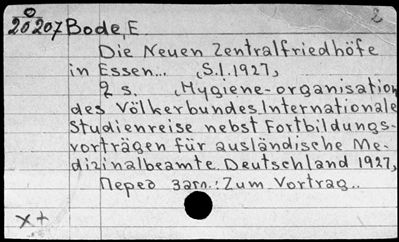 2
20207 Bode, E.
Die Neuen Zentralfriedhöfe
in Essen... ,S.l.1927,
2 s. ,Hygiene-organisation
des Völkerbundes.Internationale
Studienreise nebst Fortbildungs-
vorträgen für ausländische Me-
dizinalbeamte. Deutschland 1927,
Перед загл.: Zum Vortrag..
x+